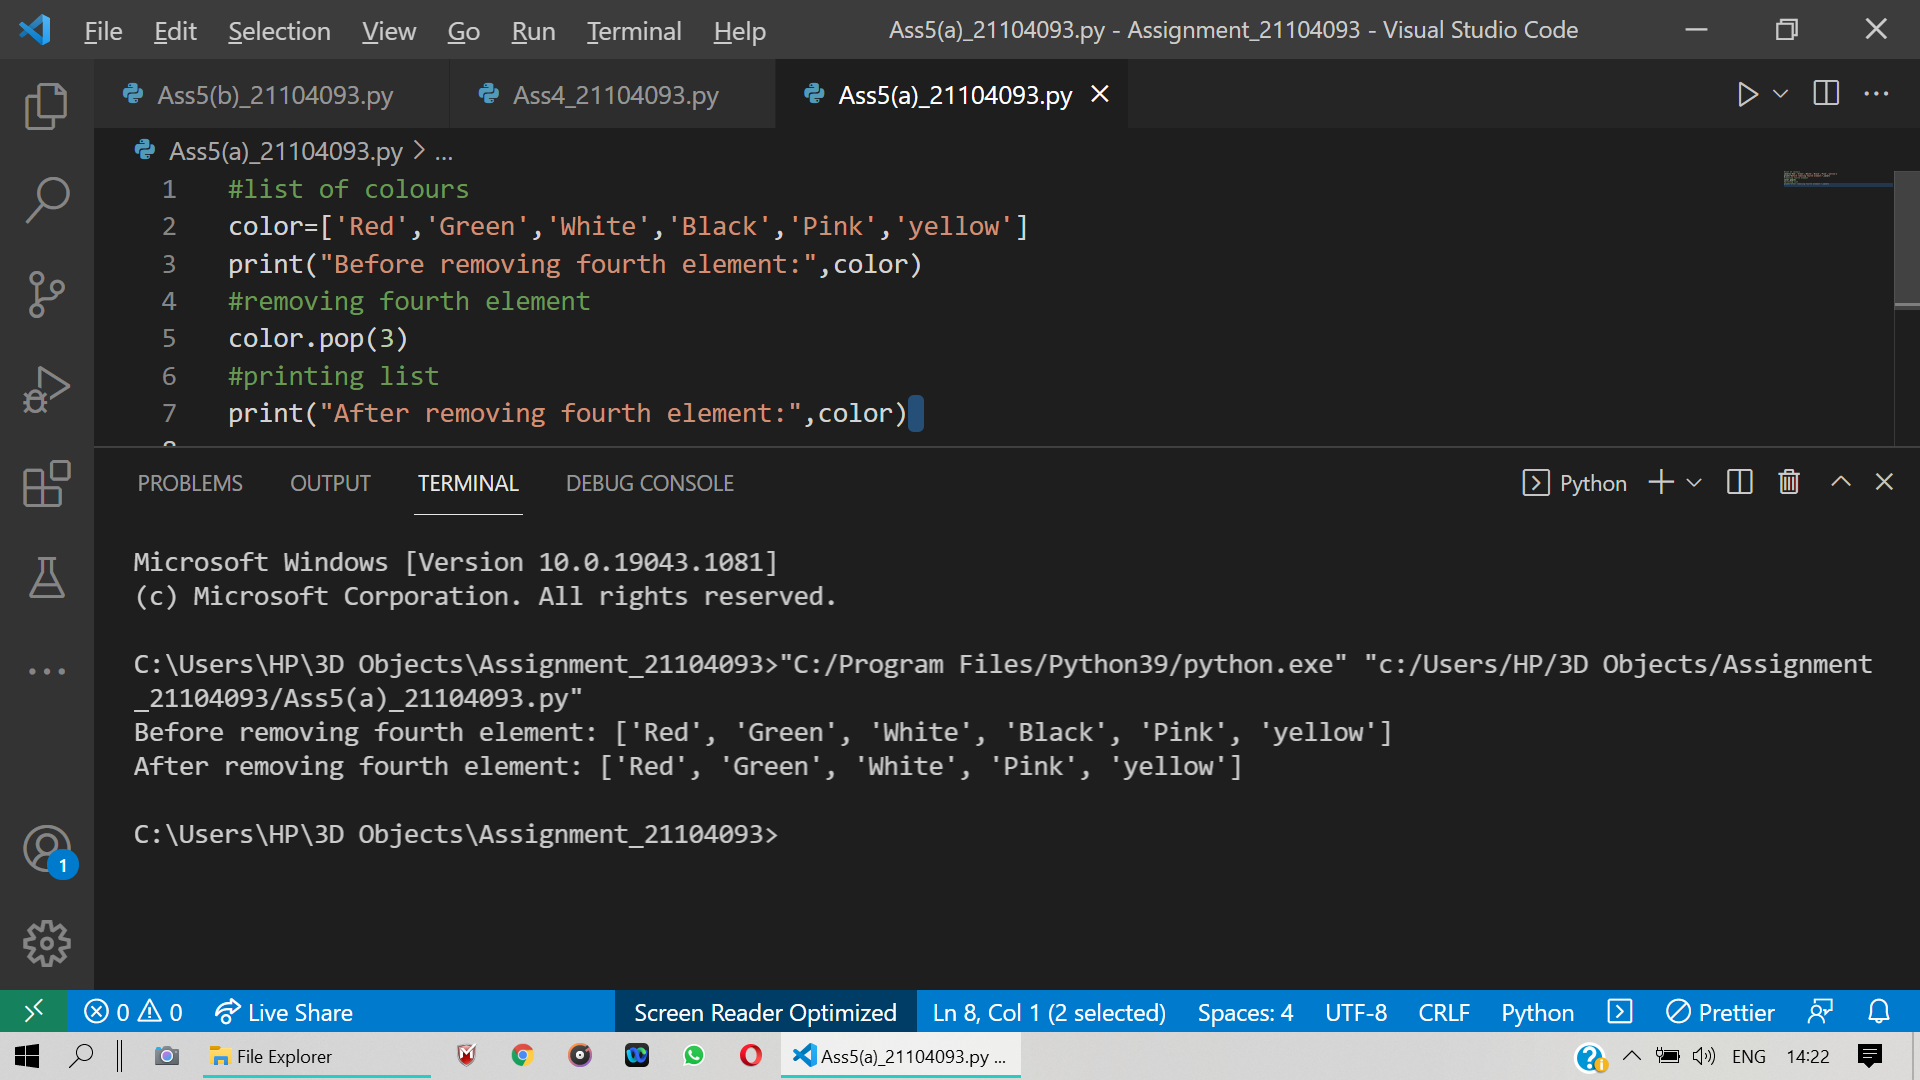 File Edit Selection View Go Run Terminal Help Ass5(a)_21104093.py - Assignment_21104093 - Visual Studio Code
Ass5(b)_21104093.py Ass4_21104093.py Ass5(a)_21104093.py
Ass5(a)_21104093.py > ...
1 #list of colours
2 color=['Red','Green','White','Black','Pink','yellow']
3 print("Before removing fourth element:",color)
4 #removing fourth element
5 color.pop(3)
6 #printing list
7 print("After removing fourth element:",color)
PROBLEMS OUTPUT TERMINAL DEBUG CONSOLE Python
Microsoft Windows [Version 10.0.19043.1081]
(c) Microsoft Corporation. All rights reserved.
C:\Users\HP\3D Objects\Assignment_21104093>"C:/Program Files/Python39/python.exe" "c:/Users/HP/3D Objects/Assignment
_21104093/Ass5(a)_21104093.py"
Before removing fourth element: ['Red', 'Green', 'White', 'Black', 'Pink', 'yellow']
After removing fourth element: ['Red', 'Green', 'White', 'Pink', 'yellow']
C:\Users\HP\3D Objects\Assignment_21104093>
1
0 0 Live Share Screen Reader Optimized Ln 8, Col 1 (2 selected) Spaces: 4 UTF-8 CRLF Python Prettier
File Explorer Ass5(a)_21104093.py ... ENG 14:22